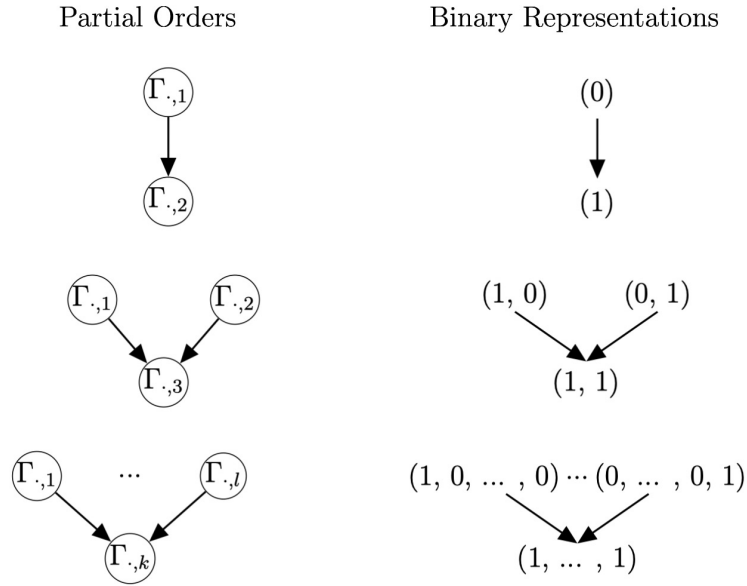 Partial Orders Binary Representations
Γ·,1 (0)
Γ·,2 (1)
Γ·,1 Γ·,2 (1, 0) (0, 1)
Γ·,3 (1, 1)
Γ·,1 ... Γ·,l (1, 0, ... , 0) ··· (0, ... , 0, 1)
Γ·,k (1, ... , 1)